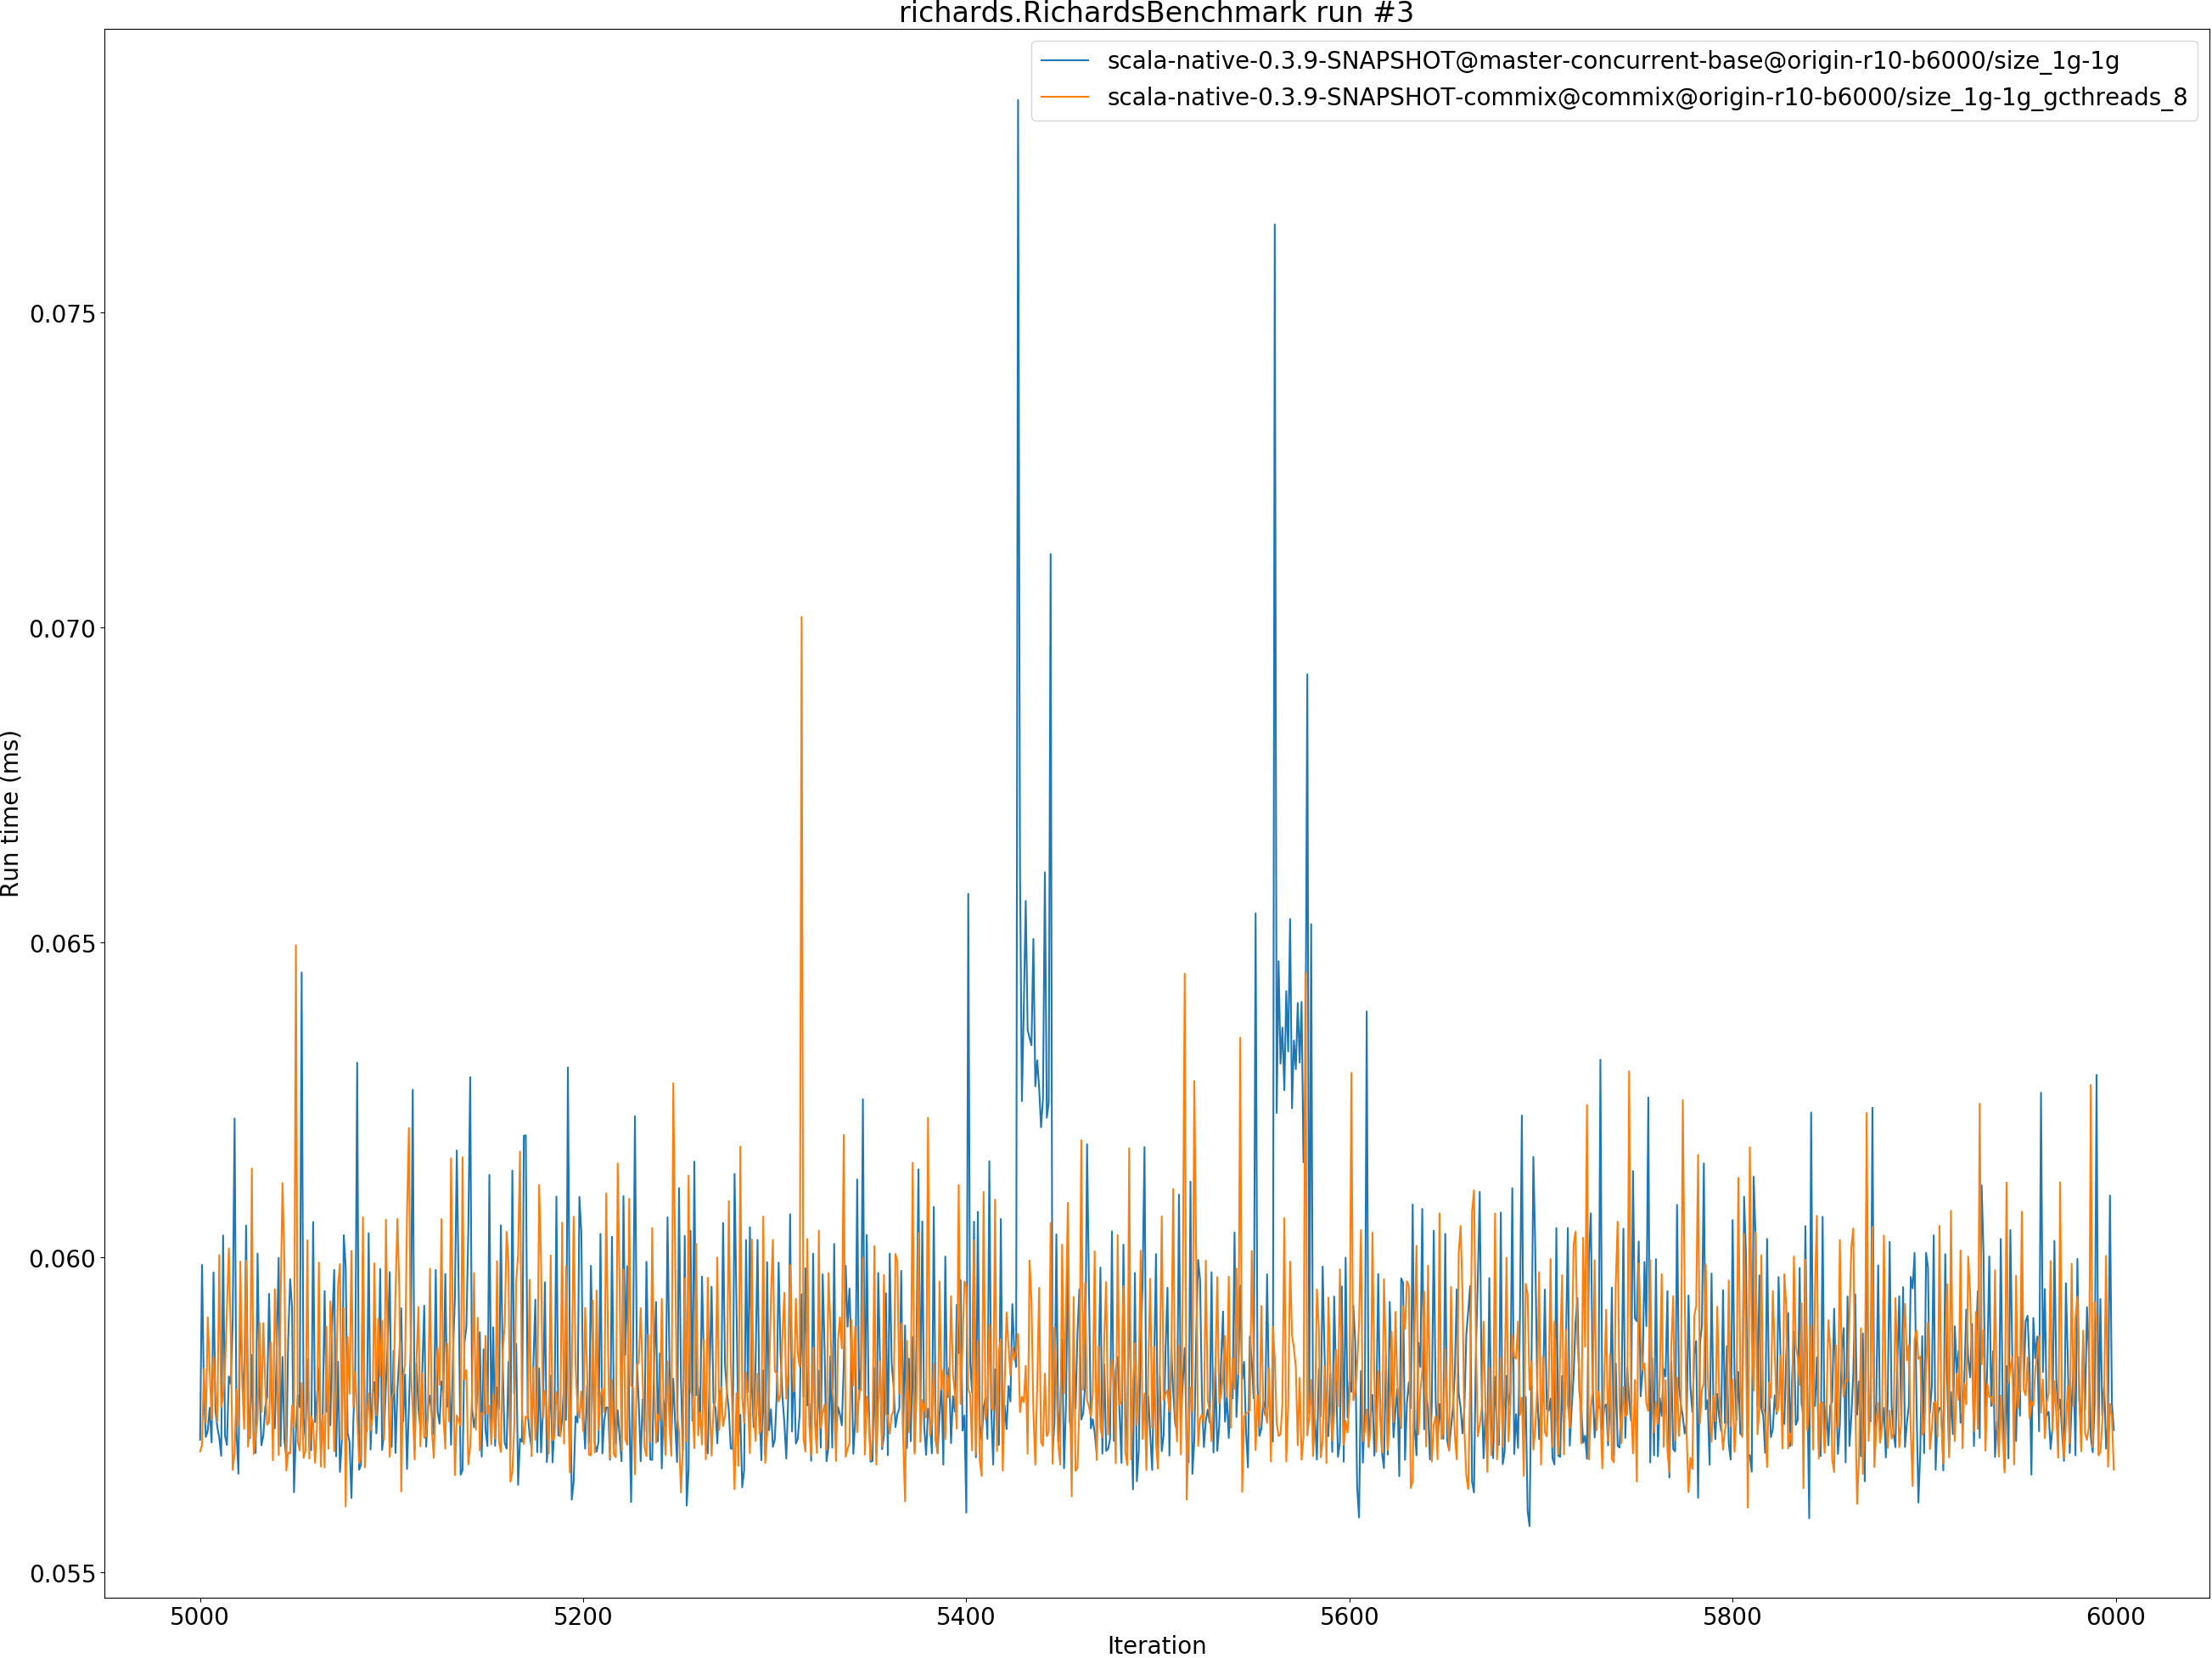 richards.RichardsBenchmark run #3
scala-native-0.3.9-SNAPSHOT@master-concurrent-base@origin-r10-b6000/size_1g-1g
scala-native-0.3.9-SNAPSHOT-commix@commix@origin-r10-b6000/size_1g-1g_gcthreads_8
Run time (ms)
0.075
0.070
0.065
0.060
0.055
5000
5200
5400
5600
5800
6000
Iteration